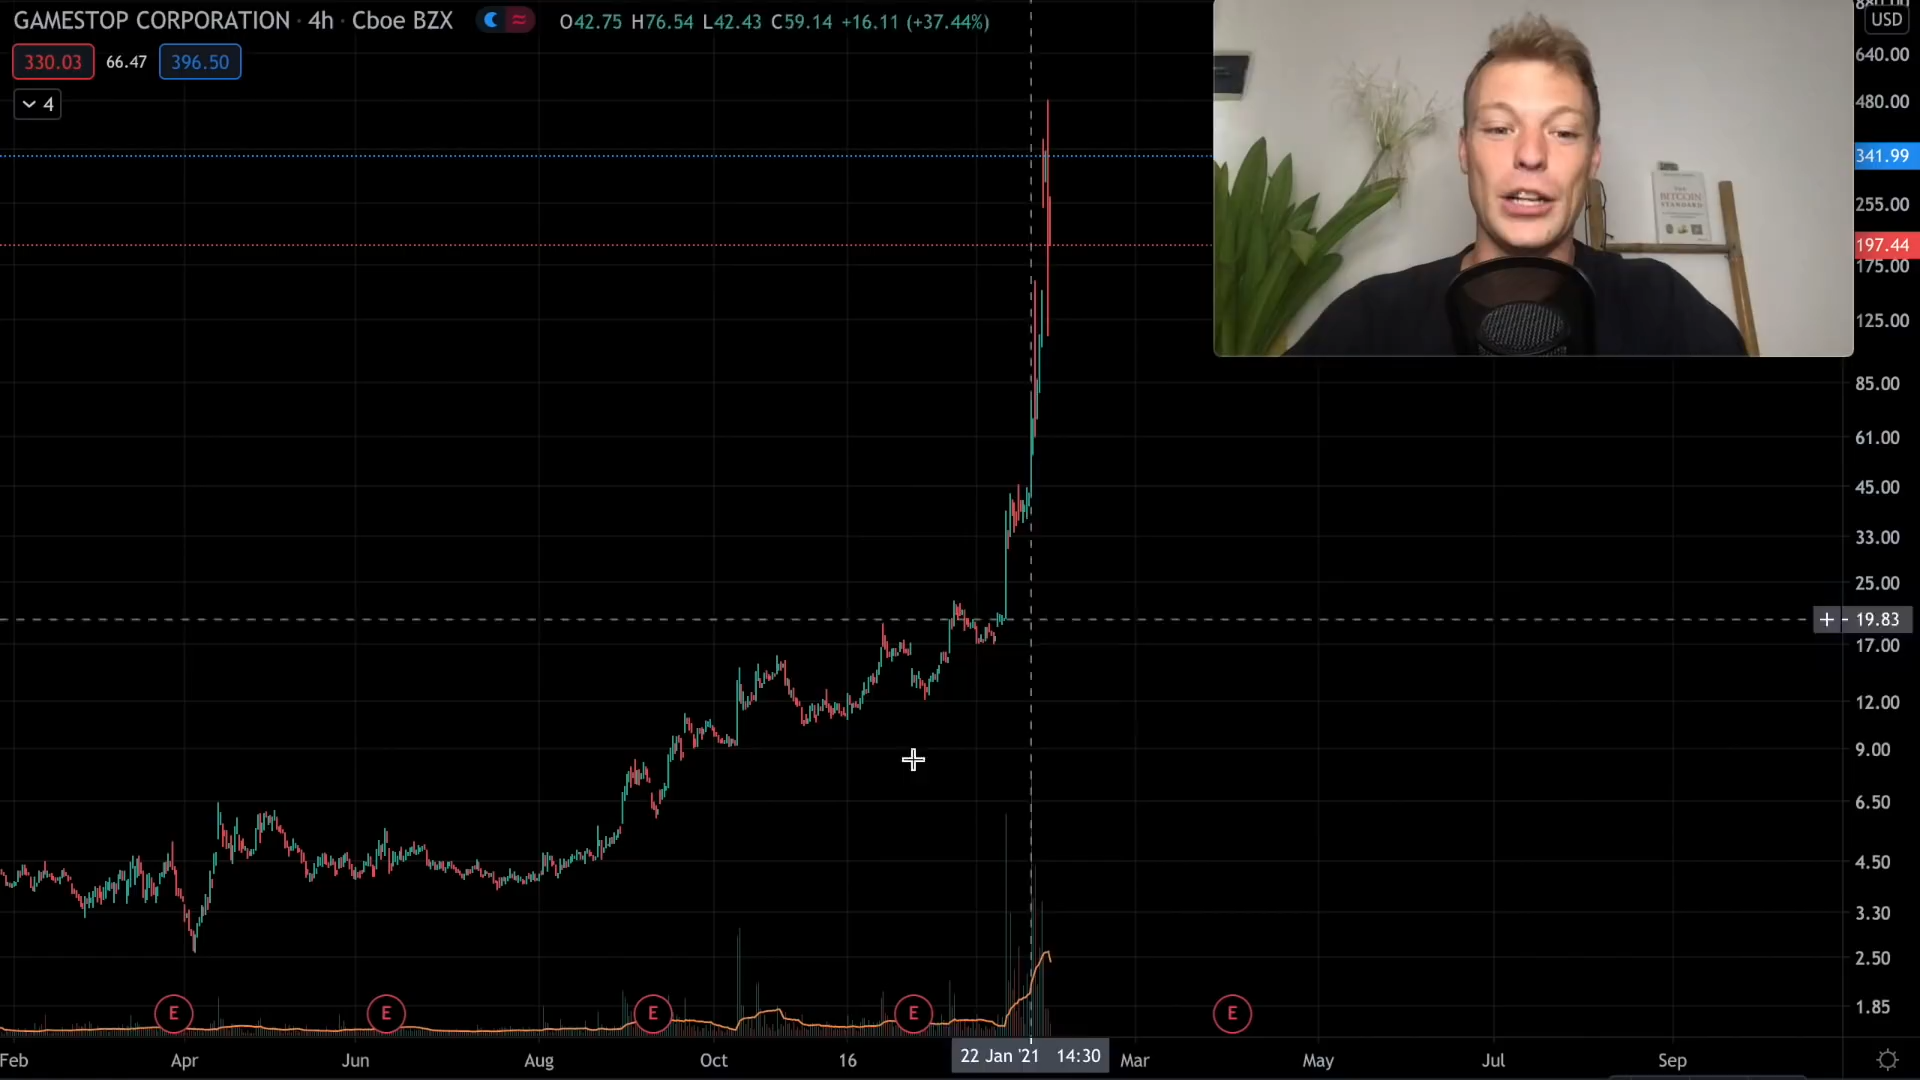 GAMESTOP CORPORATION · 4h · Cboe BZX O42.75 H76.54 L42.43 C59.14 +16.11 (+37.44%)
330.03 66.47 396.50
4
USD
640.00
480.00
341.99
255.00
197.44
175.00
125.00
85.00
61.00
45.00
33.00
25.00
19.83
17.00
12.00
9.00
6.50
4.50
3.30
2.50
1.85
THE
BITCOIN
STANDARD
E E E E E
Feb Apr Jun Aug Oct 16 22 Jan '21 14:30 Mar May Jul Sep